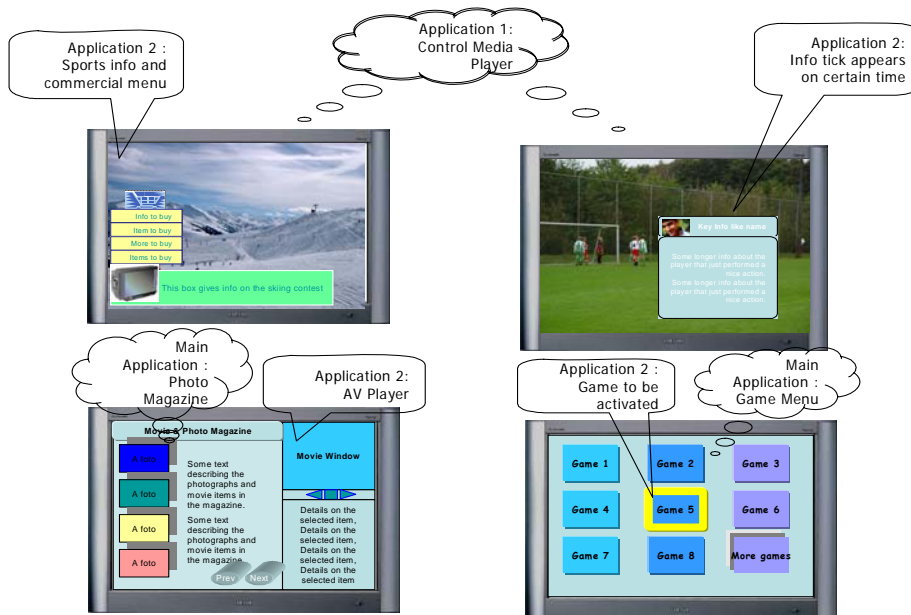 Application 2 :
Sports info and
commercial menu
Application 1:
Control Media
Player
Application 2:
Info tick appears
on certain time
Info to buy
Item to buy
More to buy
Items to buy
This box gives info on the skiing contest
Key Info like name
Some longer info about the
player that just performed a
nice action.
Some longer info about the
player that just performed a
nice action.
Main
Application :
Photo
Magazine
Application 2:
AV Player
Movie & Photo Magazine
A foto
A foto
A foto
A foto
Some text
describing the
photographs and
movie items in
the magazine.
Some text
describing the
photographs and
movie items in
the magazine
Prev
Next
Movie Window
Details on the
selected item,
Details on the
selected item,
Details on the
selected item,
Details on the
selected item
Application 2 :
Game to be
activated
Main
Application :
Game Menu
Game 1
Game 2
Game 3
Game 4
Game 5
Game 6
Game 7
Game 8
More games